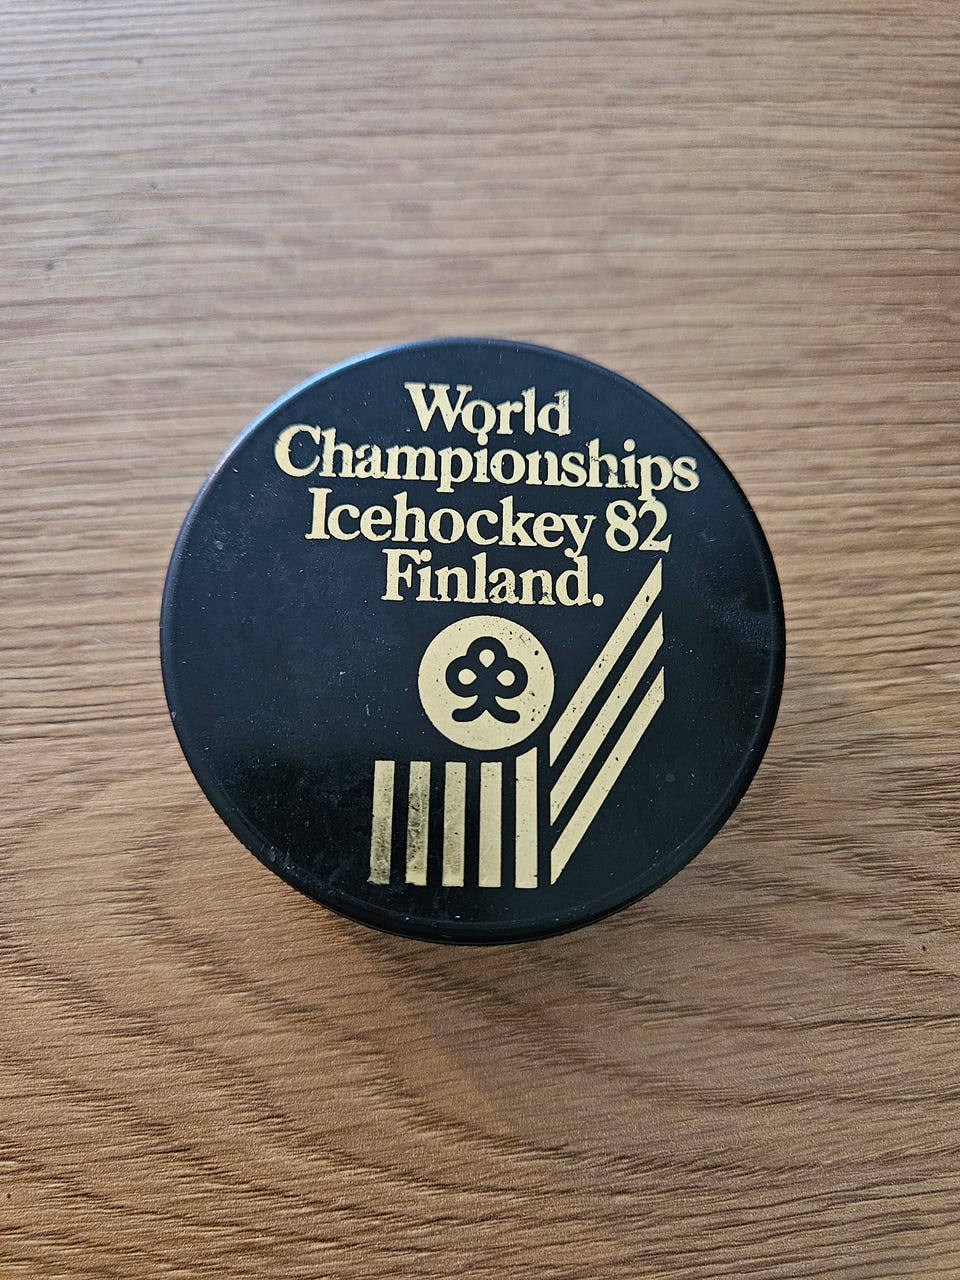 World
Championships
Icehockey 82
Finland.